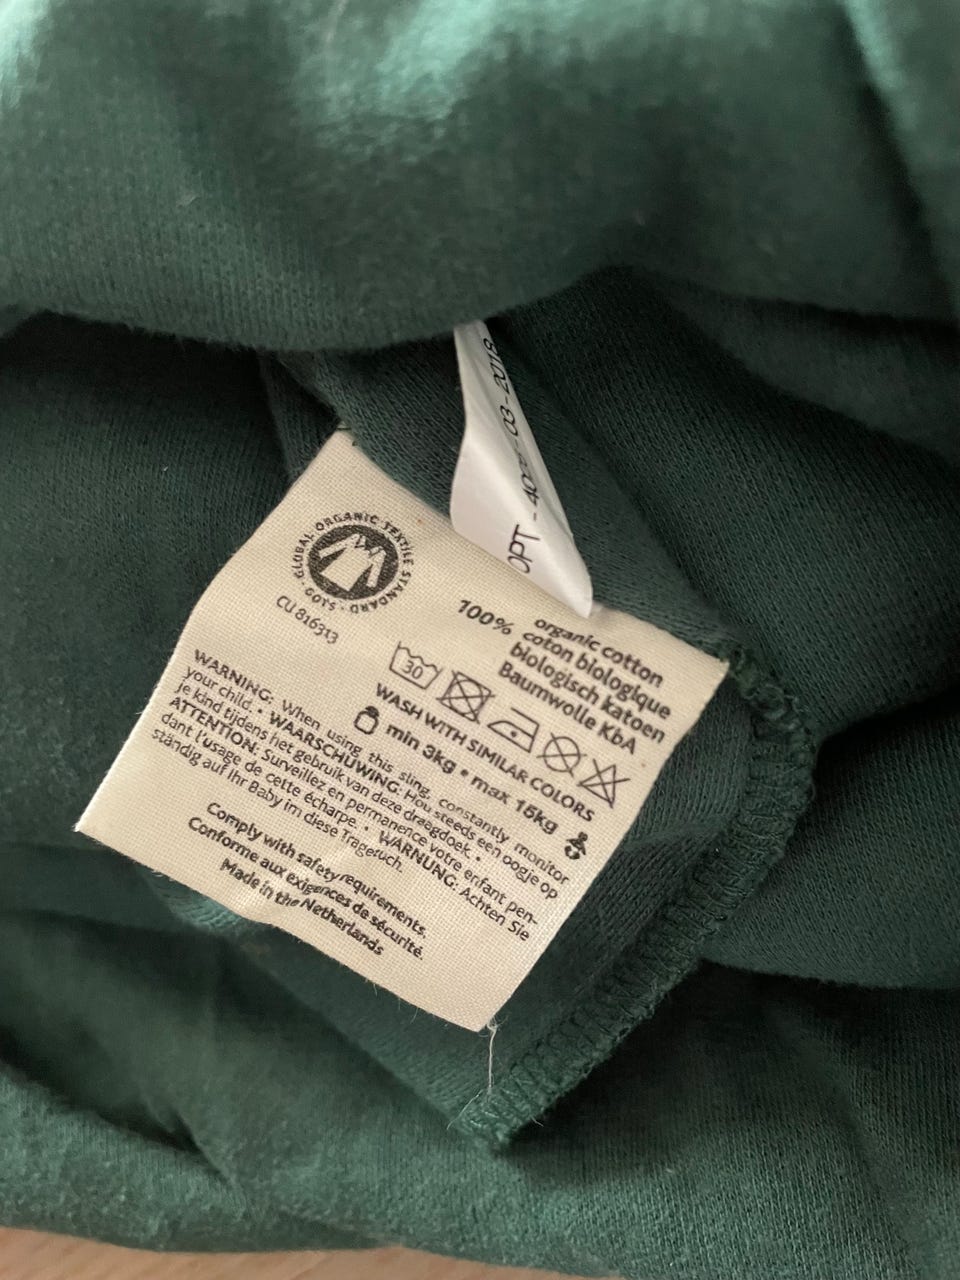 GLOBAL ORGANIC TEXTILE STANDARD · GOTS ·
CU 816313
100% organic cotton
coton biologique
biologisch katoen
Baumwolle KbA
30
WASH WITH SIMILAR COLORS
min 3kg • max 15kg
WARNING: When using this sling, constantly monitor
your child. • WAARSCHUWING: Hou steeds een oogje op
je kind tijdens het gebruik van deze draagdoek. •
ATTENTION: Surveillez en permanence votre enfant pen-
dant l'usage de cette écharpe. • WARNUNG: Achten Sie
ständig auf Ihr Baby im diese Tragetuch.
Comply with safety requirements.
Conforme aux exigences de sécurité.
Made in the Netherlands
03-2018